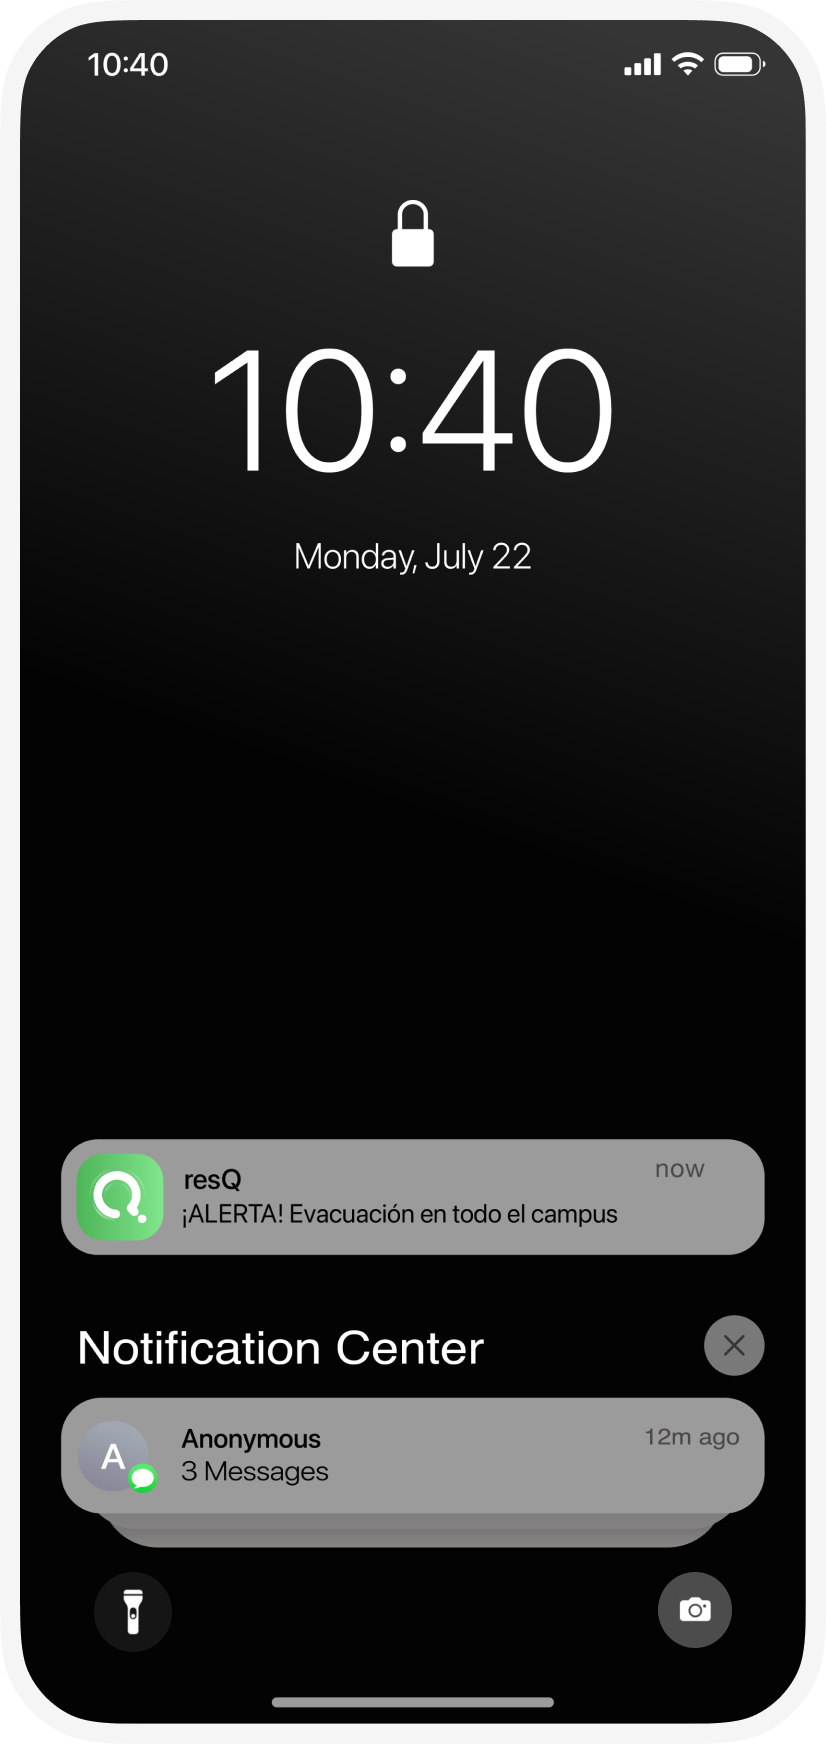 10:40
10:40
Monday, July 22
resQ
now
¡ALERTA! Evacuación en todo el campus
Notification Center
A
Anonymous
12m ago
3 Messages